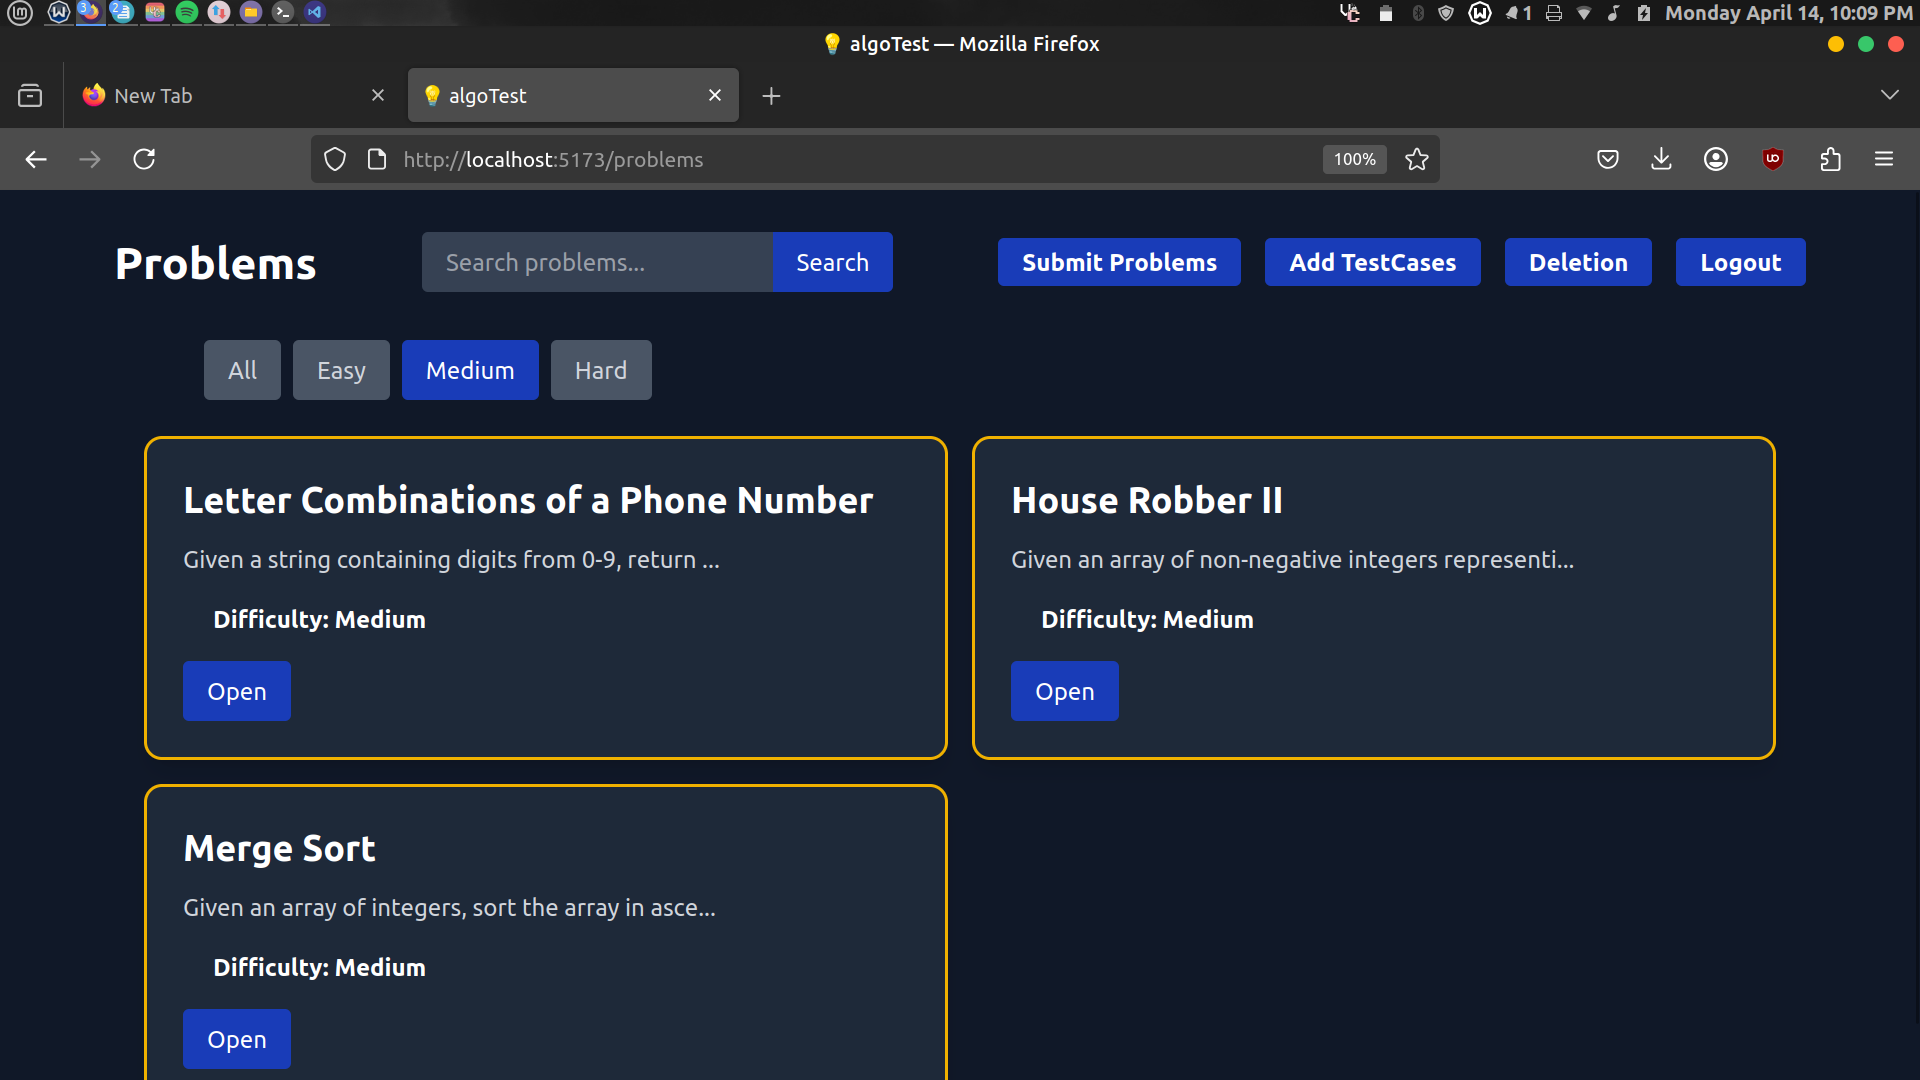 3
2
1
Monday April 14, 10:09 PM
algoTest — Mozilla Firefox
New Tab
algoTest
http://localhost:5173/problems
100%
Problems
Search problems...
Search
Submit Problems
Add TestCases
Deletion
Logout
All
Easy
Medium
Hard
Letter Combinations of a Phone Number
Given a string containing digits from 0-9, return ...
Difficulty: Medium
Open
House Robber II
Given an array of non-negative integers representi...
Difficulty: Medium
Open
Merge Sort
Given an array of integers, sort the array in asce...
Difficulty: Medium
Open